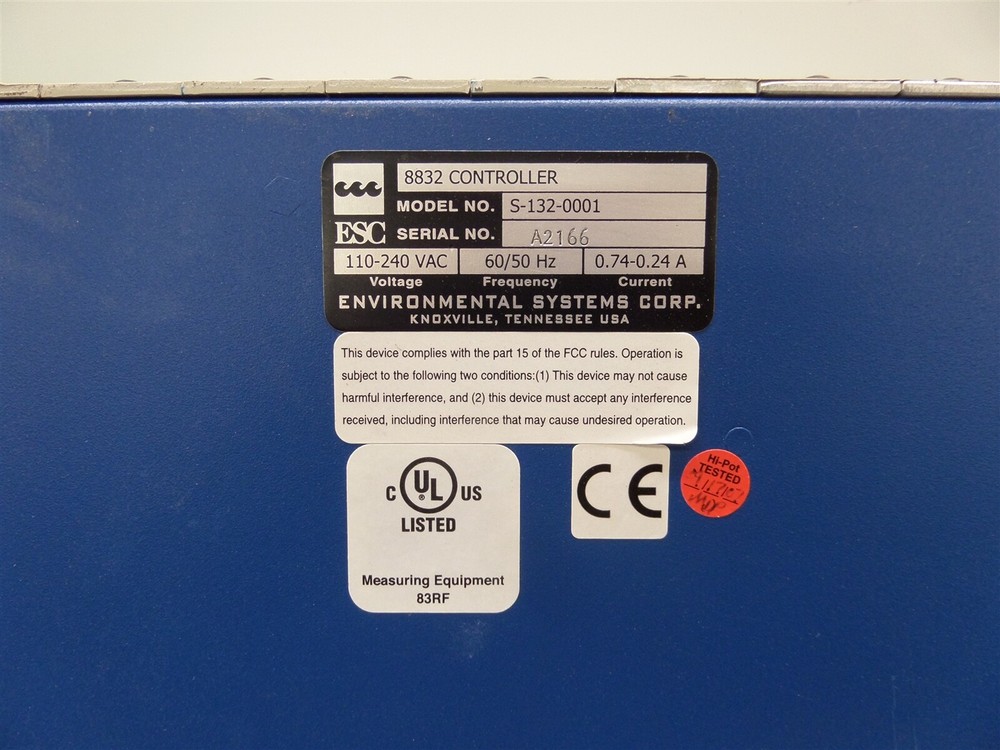 8832 CONTROLLER
MODEL NO. S-132-0001
ESC SERIAL NO. A2166
110-240 VAC 60/50 Hz 0.74-0.24 A
Voltage Frequency Current
ENVIRONMENTAL SYSTEMS CORP.
KNOXVILLE, TENNESSEE USA
This device complies with the part 15 of the FCC rules. Operation is
subject to the following two conditions:(1) This device may not cause
harmful interference, and (2) this device must accept any interference
received, including interference that may cause undesired operation.
C UL ® US
LISTED
Measuring Equipment
83RF
CE
Hi-Pot
TESTED